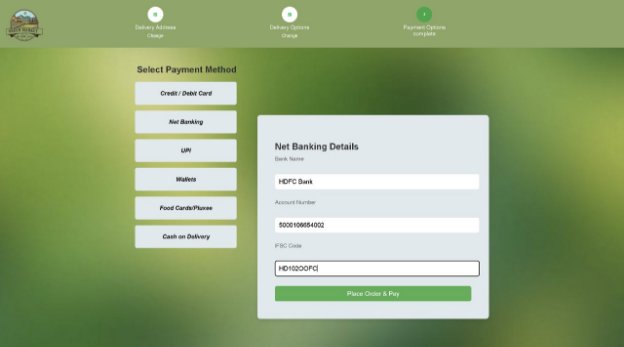 Delivery Address
Change
Delivery Options
Change
Payment Options
complete
Select Payment Method
Credit / Debit Card
Net Banking
UPI
Wallets
Food Cards/Pluxee
Cash on Delivery
Net Banking Details
Bank Name
HDFC Bank
Account Number
5000106654002
IFSC Code
HD102OOFC
Place Order & Pay